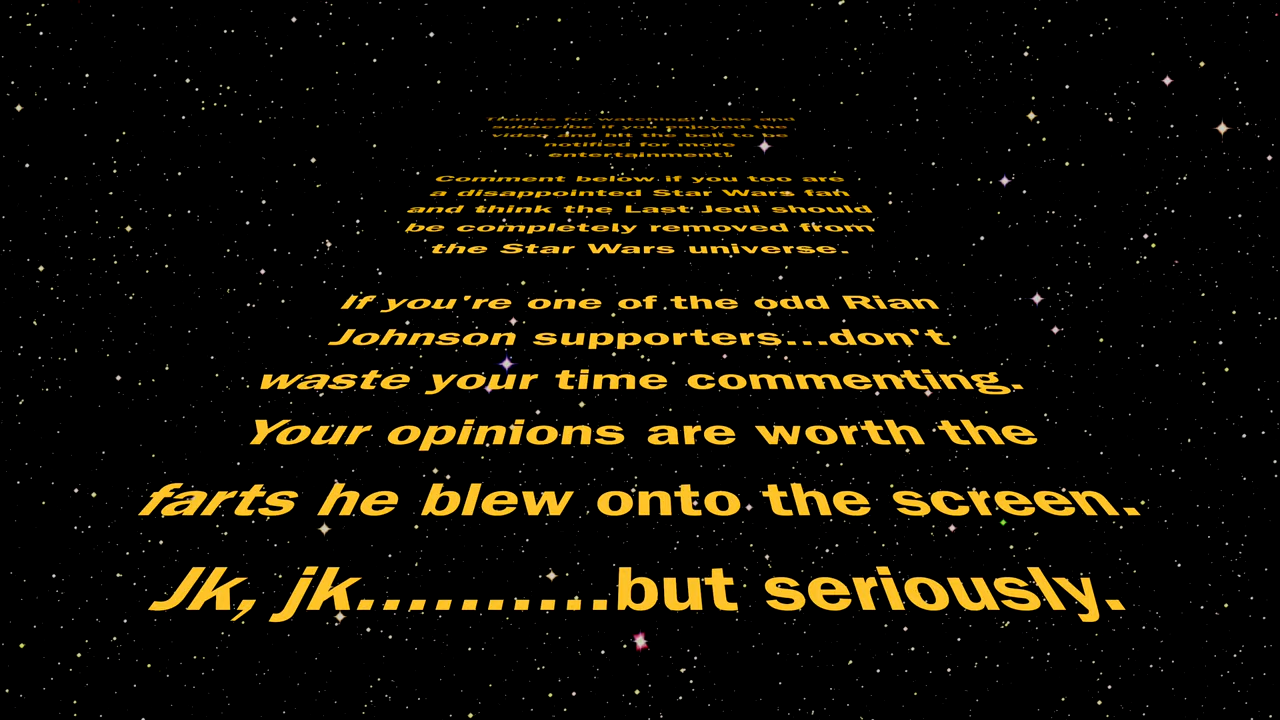 Thanks for watching! Like and
subscribe if you enjoyed the
video and hit the bell to be
notified for more
entertainment!
Comment below if you too are
a disappointed Star Wars fan
and think the Last Jedi should
be completely removed from
the Star Wars universe.
If you're one of the odd Rian
Johnson supporters...don't
waste your time commenting.
Your opinions are worth the
farts he blew onto the screen.
Jk, jk..........but seriously.